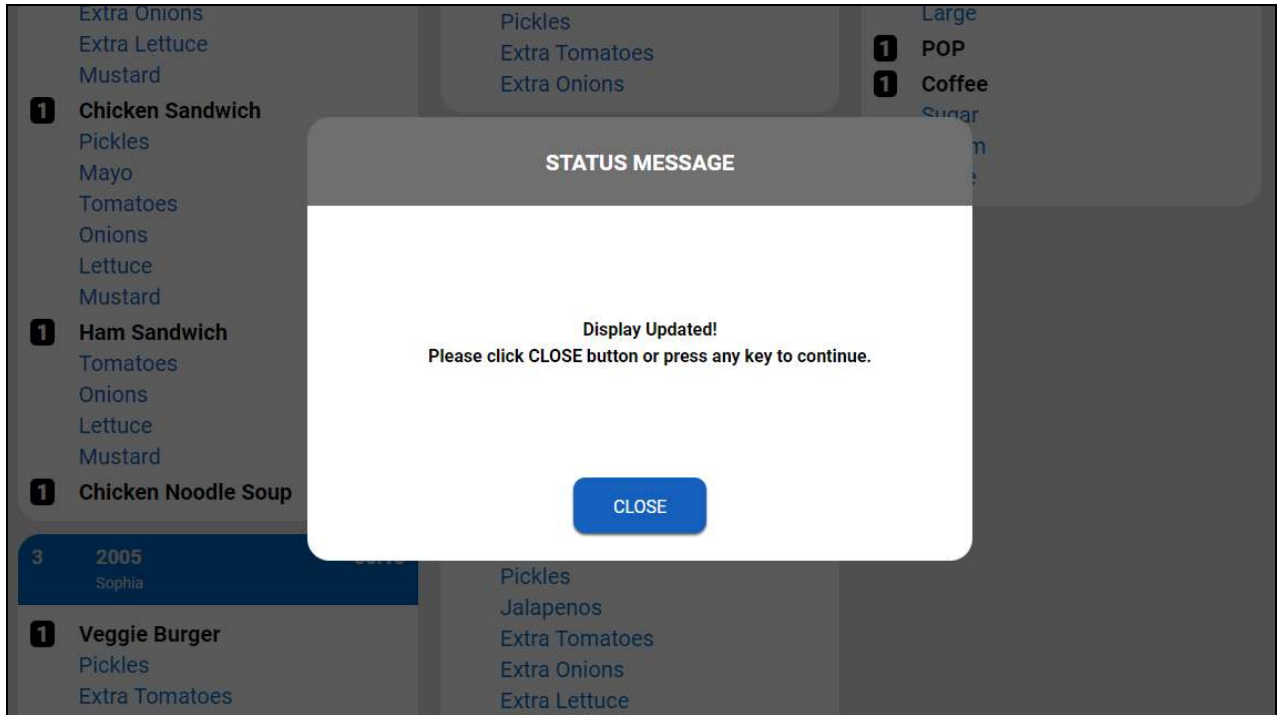 Extra Onions
Extra Lettuce
Mustard
1 Chicken Sandwich
Pickles
Mayo
Tomatoes
Onions
Lettuce
Mustard
1 Ham Sandwich
Tomatoes
Onions
Lettuce
Mustard
1 Chicken Noodle Soup
3 2005
Sophia
1 Veggie Burger
Pickles
Extra Tomatoes
Pickles
Extra Tomatoes
Extra Onions
Pickles
Jalapenos
Extra Tomatoes
Extra Onions
Extra Lettuce
Large
1 POP
1 Coffee
Sugar
STATUS MESSAGE
Display Updated!
Please click CLOSE button or press any key to continue.
CLOSE